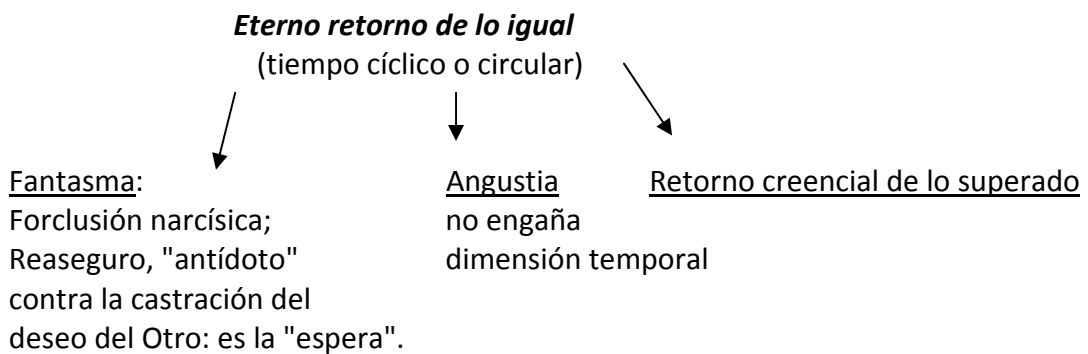 Eterno retorno de lo igual
(tiempo cíclico o circular)
Fantasma:
Forclusión narcísica;
Reaseguro, "antídoto"
contra la castración del
deseo del Otro: es la "espera".
Angustia
no engaña
dimensión temporal
Retorno creencial de lo superado